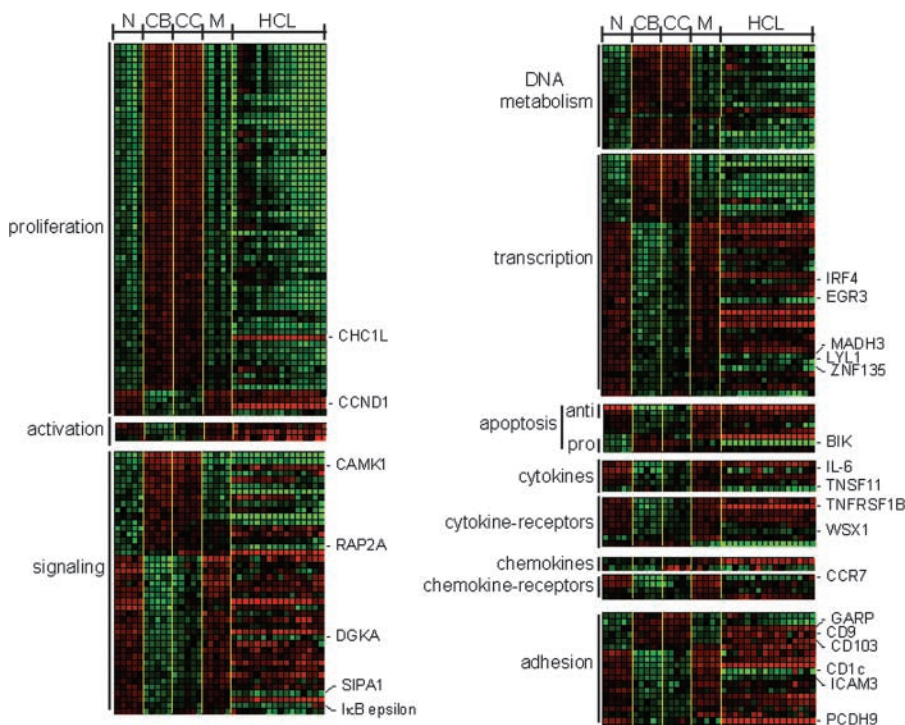 N CB CC M HCL
proliferation
CHC1L
CCND1
activation
signaling
CAMK1
RAP2A
DGKA
SIPA1
IκB epsilon
N CB CC M HCL
DNA
metabolism
transcription
IRF4
EGR3
MADH3
LYL1
ZNF135
apoptosis
anti
pro
BIK
cytokines
IL-6
TNSF11
cytokine-receptors
TNFRSF1B
WSX1
chemokines
chemokine-receptors
CCR7
adhesion
GARP
CD9
CD103
CD1c
ICAM3
PCDH9